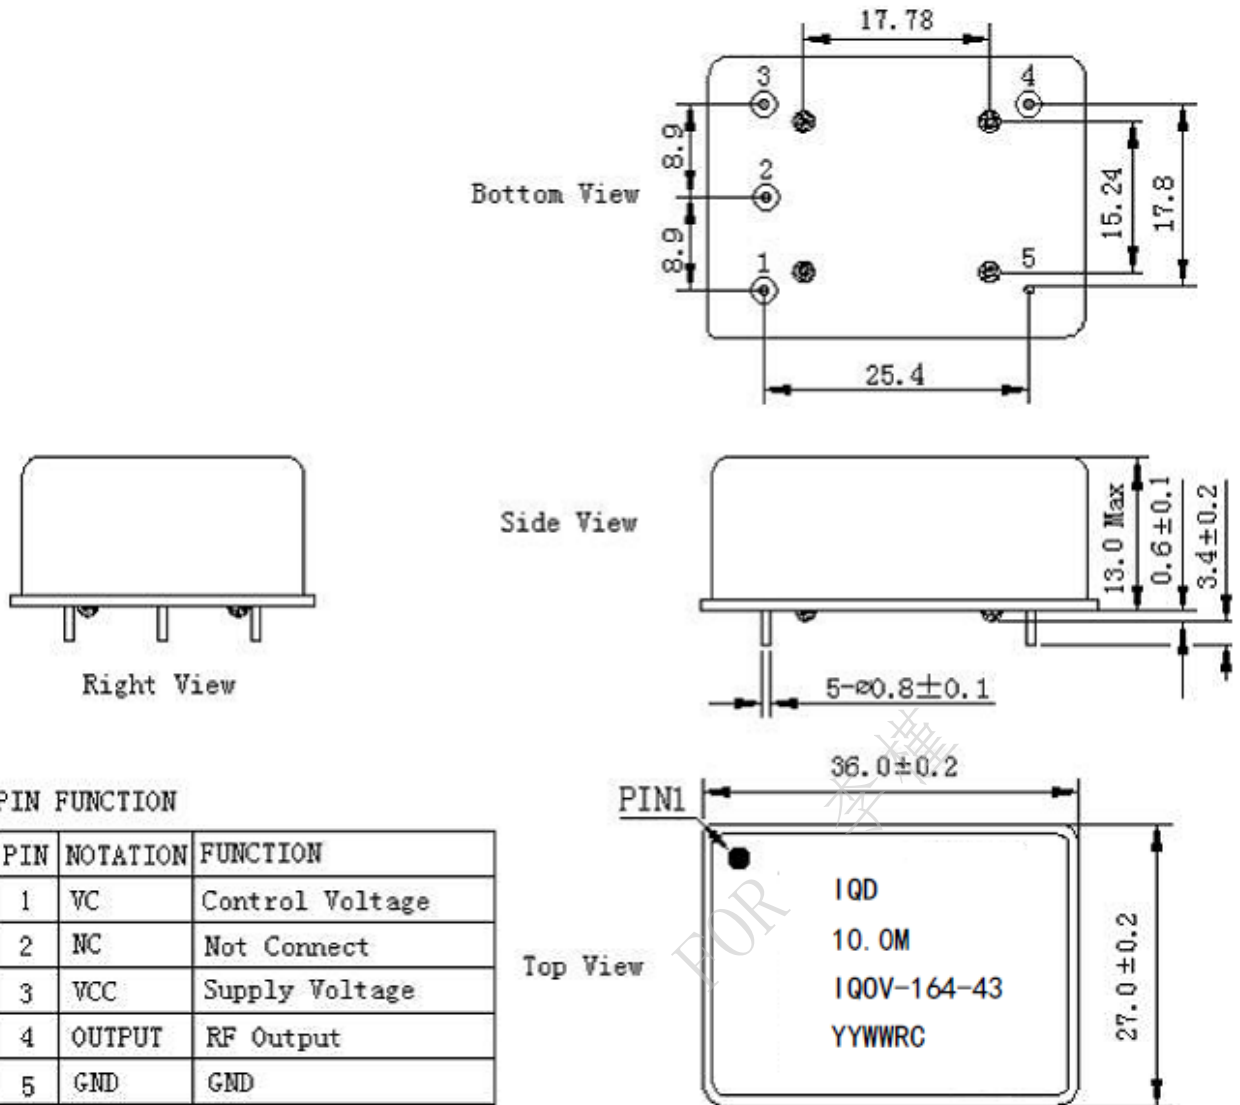 17.78
3
4
8.9
2
Bottom View
15.24
17.8
8.9
1
5
25.4
Side View
13.0 Max
0.6±0.1
3.4±0.2
Right View
5-⌀0.8±0.1
36.0±0.2
PIN1
PIN FUNCTION
PIN NOTATION FUNCTION
1 VC Control Voltage
2 NC Not Connect
3 VCC Supply Voltage
4 OUTPUT RF Output
5 GND GND
Top View
IQD
10.0M
IQOV-164-43
YYWWRC
27.0±0.2
FOR